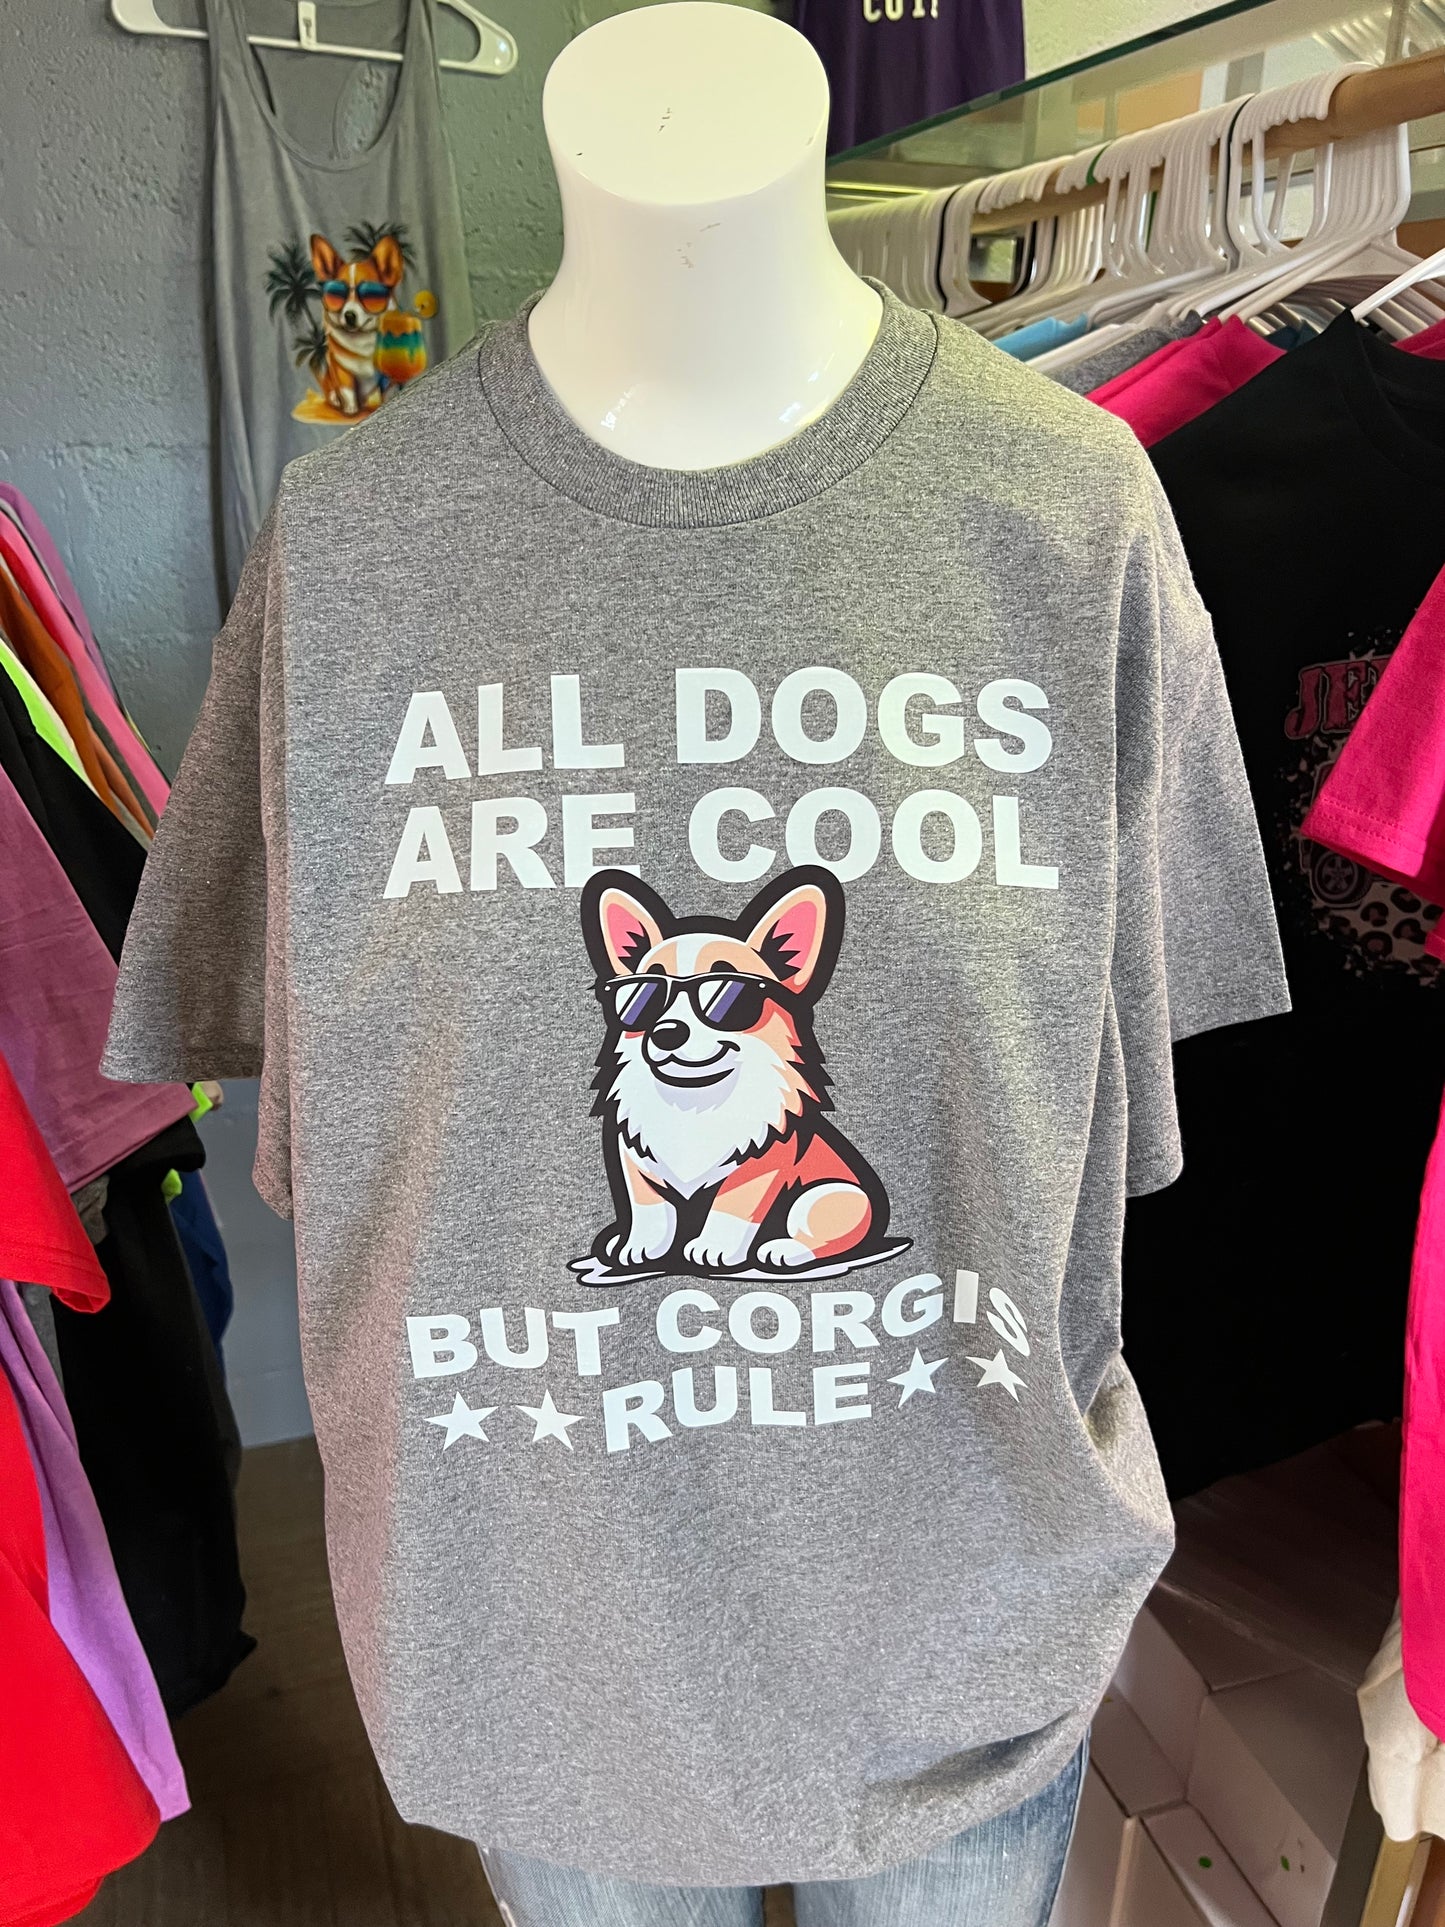 ALL DOGS
ARE COOL
BUT CORGIS
RULE